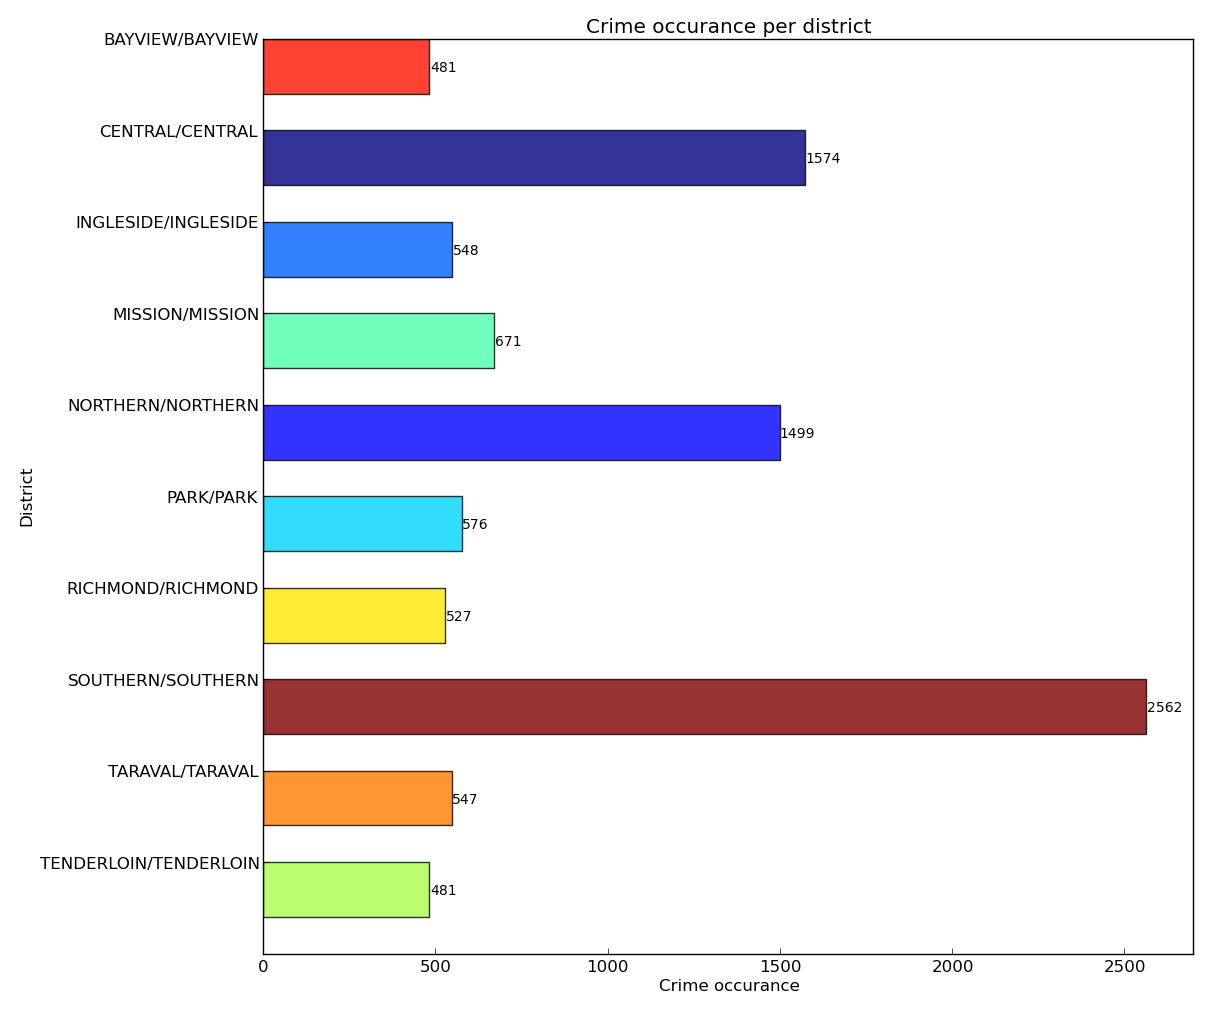 Crime occurance per district
BAYVIEW/BAYVIEW
481
CENTRAL/CENTRAL
1574
INGLESIDE/INGLESIDE
548
MISSION/MISSION
671
NORTHERN/NORTHERN
1499
District
PARK/PARK
576
RICHMOND/RICHMOND
527
SOUTHERN/SOUTHERN
2562
TARAVAL/TARAVAL
547
TENDERLOIN/TENDERLOIN
481
0 500 1000 1500 2000 2500
Crime occurance